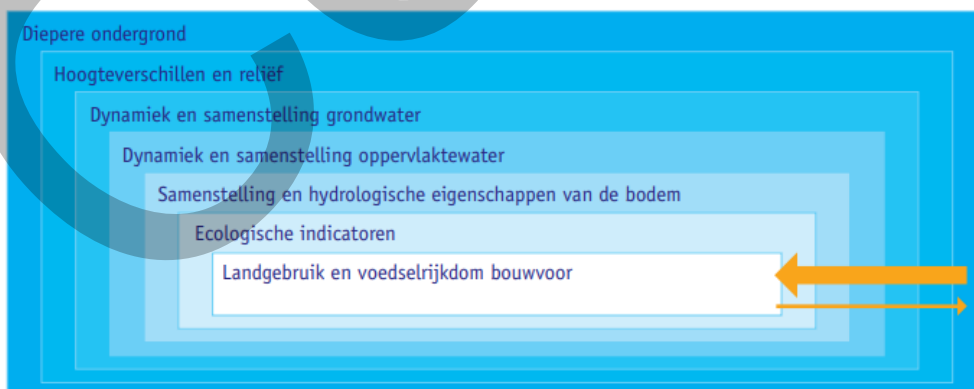 Diepere ondergrond
Hoogteverschillen en reliëf
Dynamiek en samenstelling grondwater
Dynamiek en samenstelling oppervlaktewater
Samenstelling en hydrologische eigenschappen van de bodem
Ecologische indicatoren
Landgebruik en voedselrijkdom bouwvoor